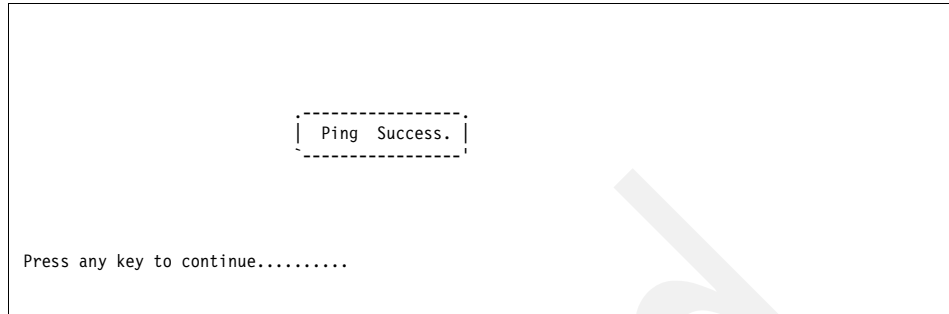 .-----------------.
|  Ping  Success. |
`-----------------'
Press any key to continue..........